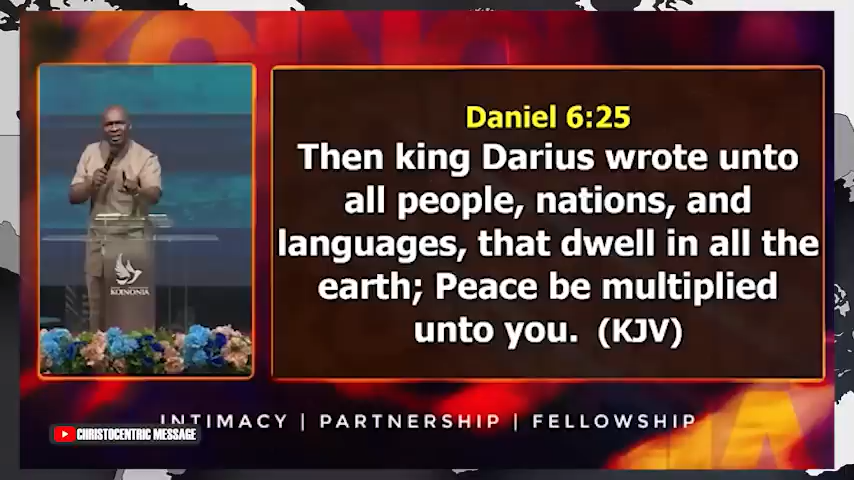 Daniel 6:25
Then king Darius wrote unto
all people, nations, and
languages, that dwell in all the
earth; Peace be multiplied
unto you. (KJV)
KOINONIA
INTIMACY | PARTNERSHIP | FELLOWSHIP
CHRISTOCENTRIC MESSAGE